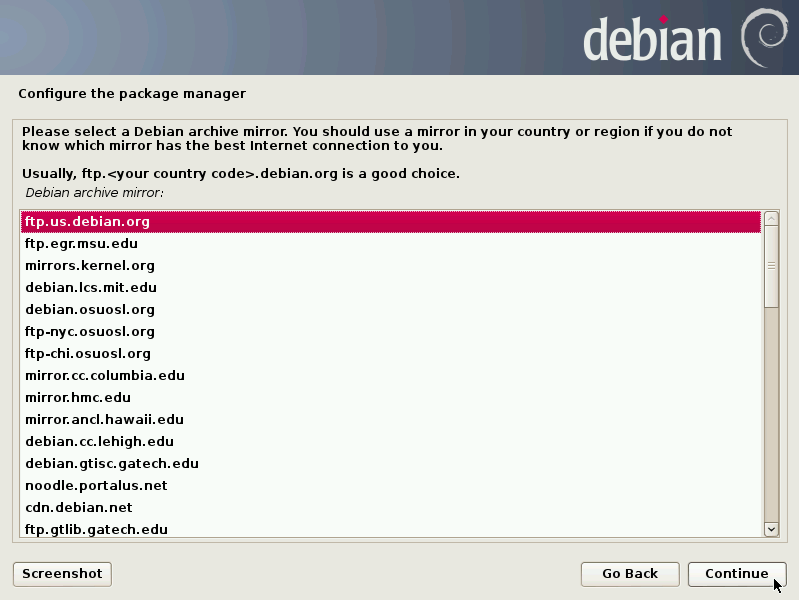 debian
Configure the package manager
Please select a Debian archive mirror. You should use a mirror in your country or region if you do not
know which mirror has the best Internet connection to you.
Usually, ftp.<your country code>.debian.org is a good choice.
Debian archive mirror:
ftp.us.debian.org
ftp.egr.msu.edu
mirrors.kernel.org
debian.lcs.mit.edu
debian.osuosl.org
ftp-nyc.osuosl.org
ftp-chi.osuosl.org
mirror.cc.columbia.edu
mirror.hmc.edu
mirror.ancl.hawaii.edu
debian.cc.lehigh.edu
debian.gtisc.gatech.edu
noodle.portalus.net
cdn.debian.net
ftp.gtlib.gatech.edu
Screenshot
Go Back
Continue